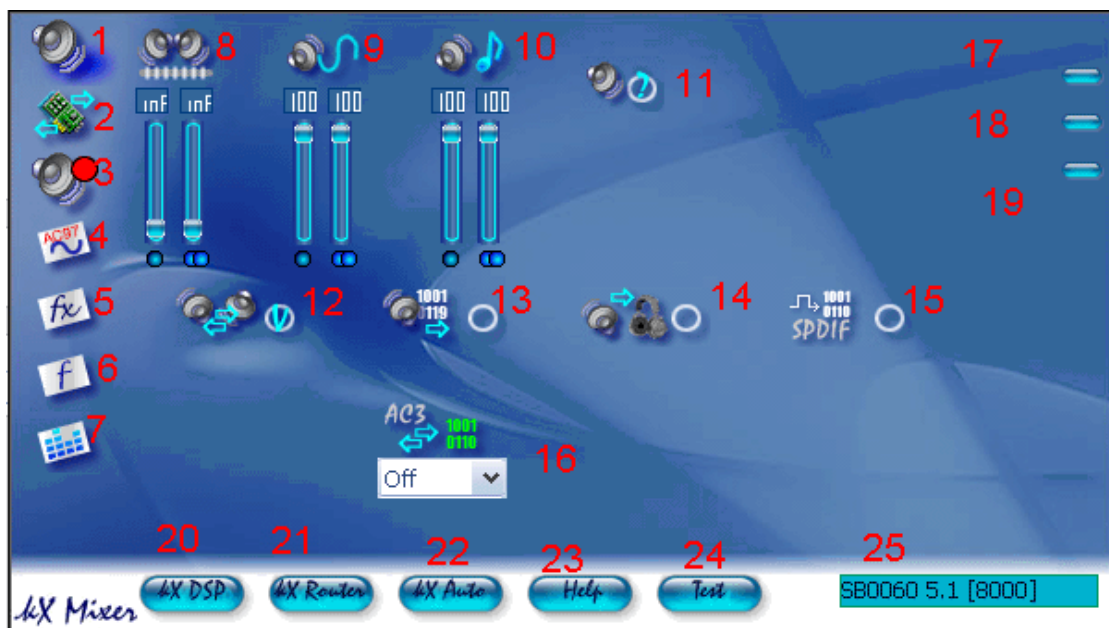 1 8 9 10 17
inF inF 100 100 100 100
11
2 18
3 19
AC97 4
fx 5
12 1001 0119 13 14 1001 0110 SPDIF 15
f 6
7
AC3 1001 0110
16
Off
20 21 22 23 24 25
kX Mixer kX DSP kX Router kX Auto Help Test SB0060 5.1 [8000]